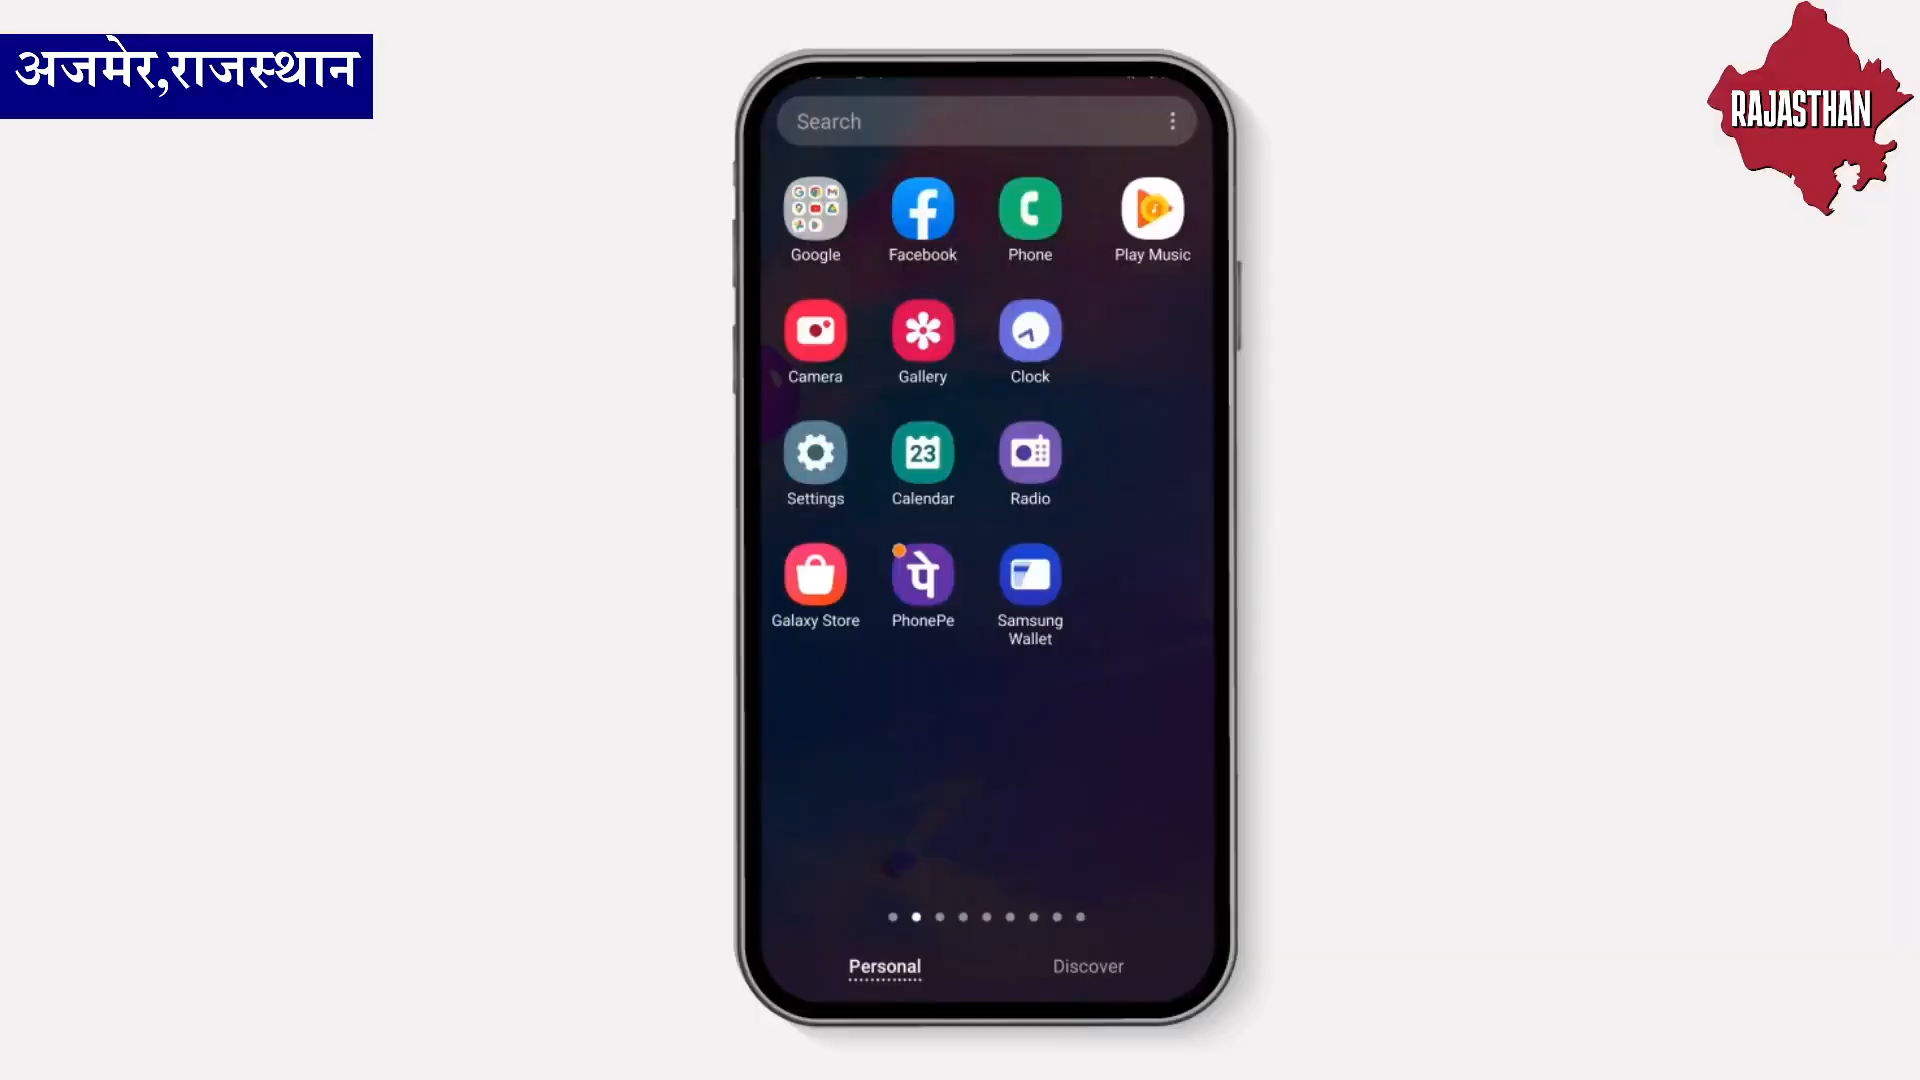 अजमेर,राजस्थान
RAJASTHAN
Search
Google
Facebook
Phone
Play Music
Camera
Gallery
Clock
Settings
23
Calendar
Radio
Galaxy Store
पे
PhonePe
Samsung
Wallet
Personal
Discover